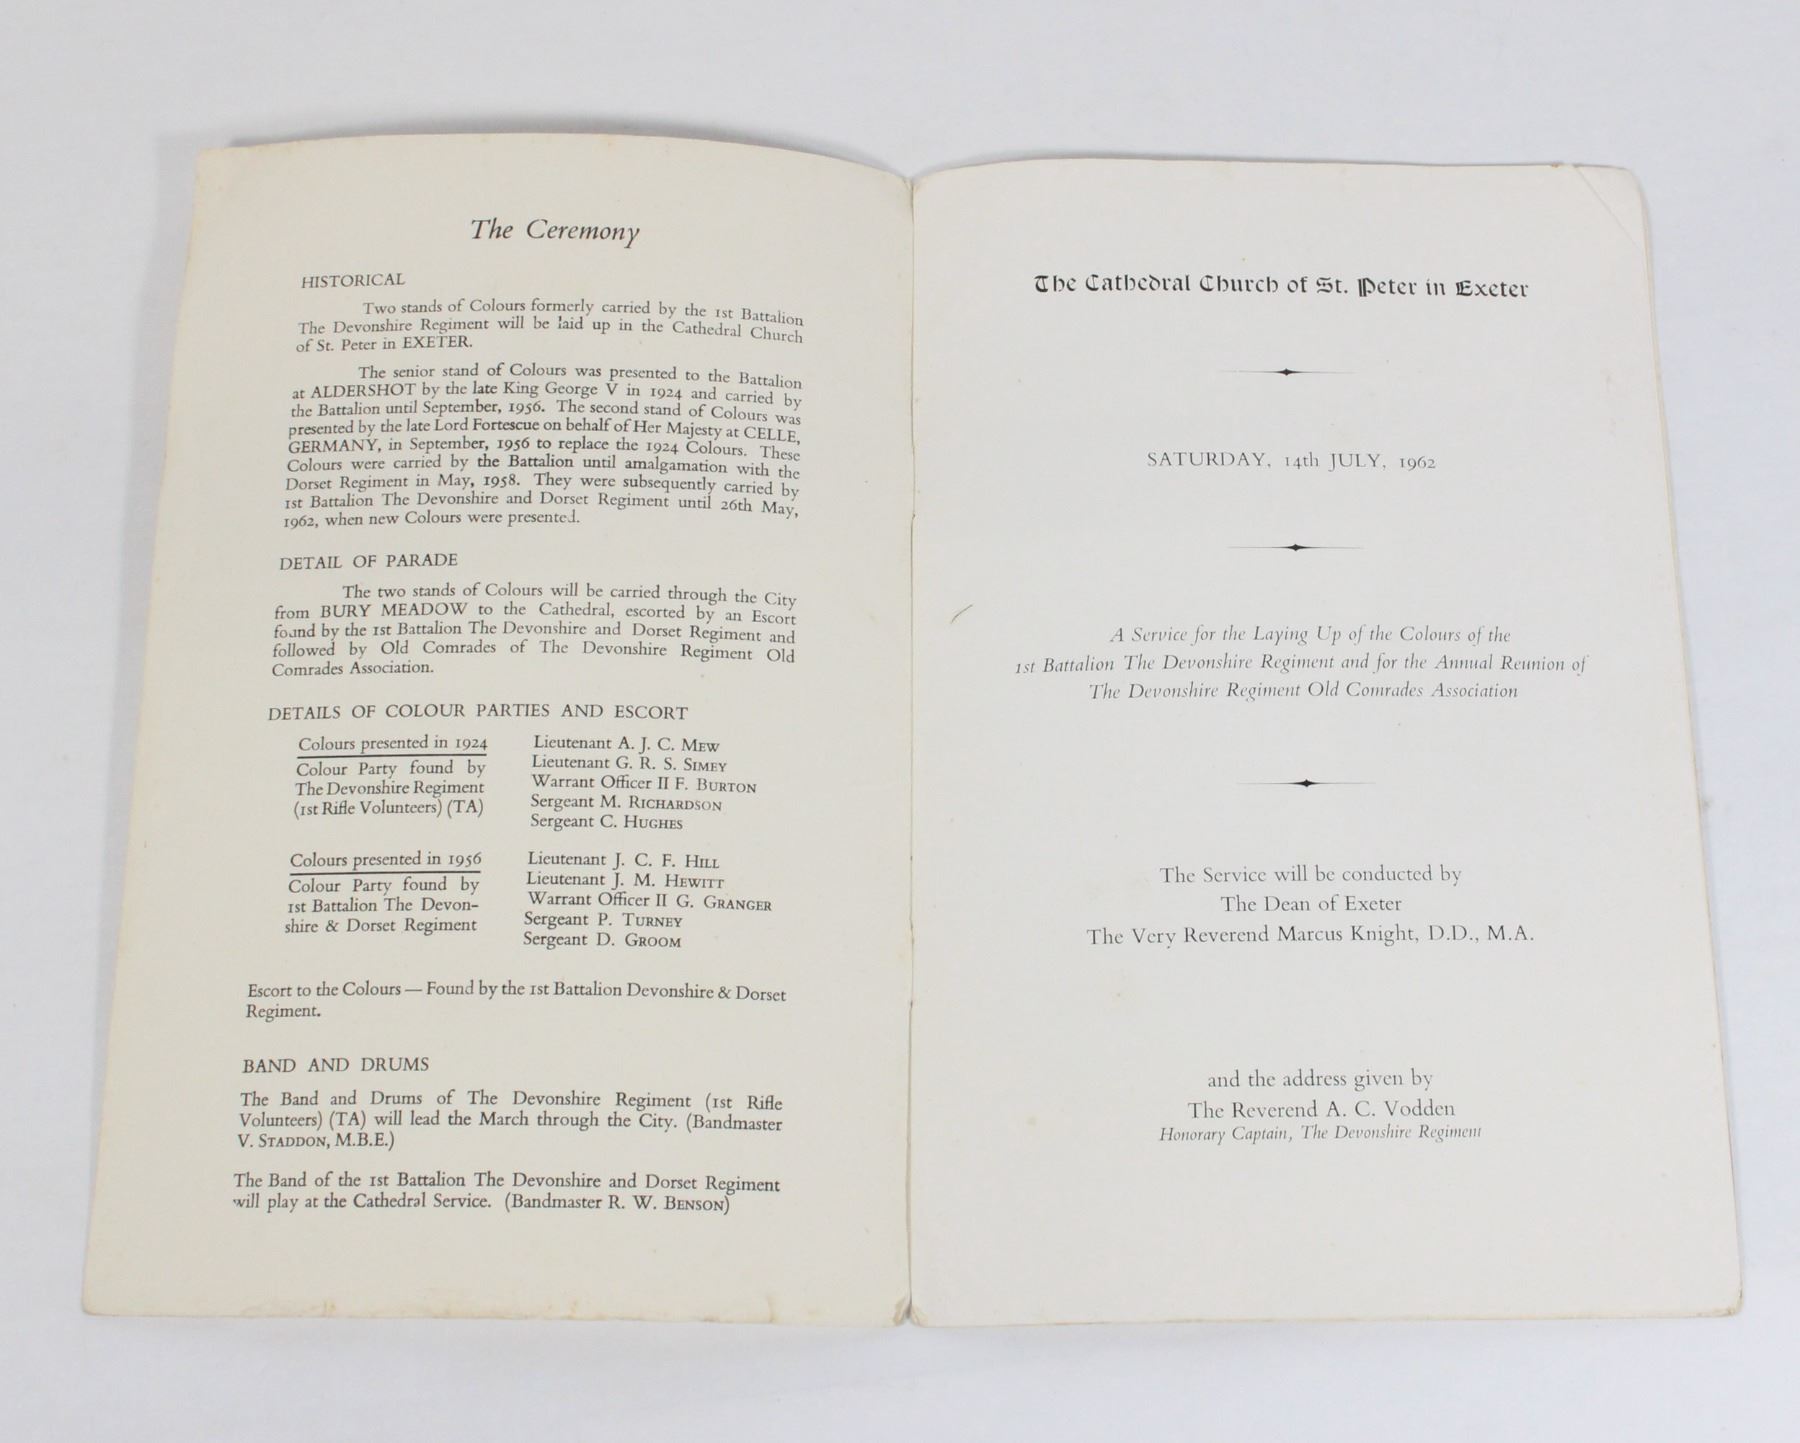 The Ceremony
HISTORICAL
Two stands of Colours formerly carried by the 1st Battalion
The Devonshire Regiment will be laid up in the Cathedral Church
of St. Peter in EXETER.
The senior stand of Colours was presented to the Battalion
at ALDERSHOT by the late King George V in 1924 and carried by
the Battalion until September, 1956. The second stand of Colours was
presented by the late Lord Fortescue on behalf of Her Majesty at CELLE,
GERMANY, in September, 1956 to replace the 1924 Colours. These
Colours were carried by the Battalion until amalgamation with the
Dorset Regiment in May, 1958. They were subsequently carried by
1st Battalion The Devonshire and Dorset Regiment until 26th May,
1962, when new Colours were presented.
DETAIL OF PARADE
The two stands of Colours will be carried through the City
from BURY MEADOW to the Cathedral, escorted by an Escort
found by the 1st Battalion The Devonshire and Dorset Regiment and
followed by Old Comrades of The Devonshire Regiment Old
Comrades Association.
DETAILS OF COLOUR PARTIES AND ESCORT
Colours presented in 1924
Colour Party found by
The Devonshire Regiment
(1st Rifle Volunteers) (TA)
Lieutenant A. J. C. MEW
Lieutenant G. R. S. SIMEY
Warrant Officer II F. BURTON
Sergeant M. RICHARDSON
Sergeant C. HUGHES
Colours presented in 1956
Colour Party found by
1st Battalion The Devon-
shire & Dorset Regiment
Lieutenant J. C. F. HILL
Lieutenant J. M. HEWITT
Warrant Officer II G. GRANGER
Sergeant P. TURNEY
Sergeant D. GROOM
Escort to the Colours — Found by the 1st Battalion Devonshire & Dorset
Regiment.
BAND AND DRUMS
The Band and Drums of The Devonshire Regiment (1st Rifle
Volunteers) (TA) will lead the March through the City. (Bandmaster
V. STADDON, M.B.E.)
The Band of the 1st Battalion The Devonshire and Dorset Regiment
will play at the Cathedral Service. (Bandmaster R. W. BENSON)
The Cathedral Church of St. Peter in Exeter
SATURDAY, 14th JULY, 1962
A Service for the Laying Up of the Colours of the
1st Battalion The Devonshire Regiment and for the Annual Reunion of
The Devonshire Regiment Old Comrades Association
The Service will be conducted by
The Dean of Exeter
The Very Reverend Marcus Knight, D.D., M.A.
and the address given by
The Reverend A. C. Vodden
Honorary Captain, The Devonshire Regiment